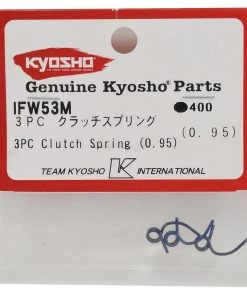 KYOSHO
Genuine Kyosho® Parts
IFW53M
400
3PC クラッチスプリング
(0.95)
3PC Clutch Spring (0.95)
TEAM KYOSHO K INTERNATIONAL